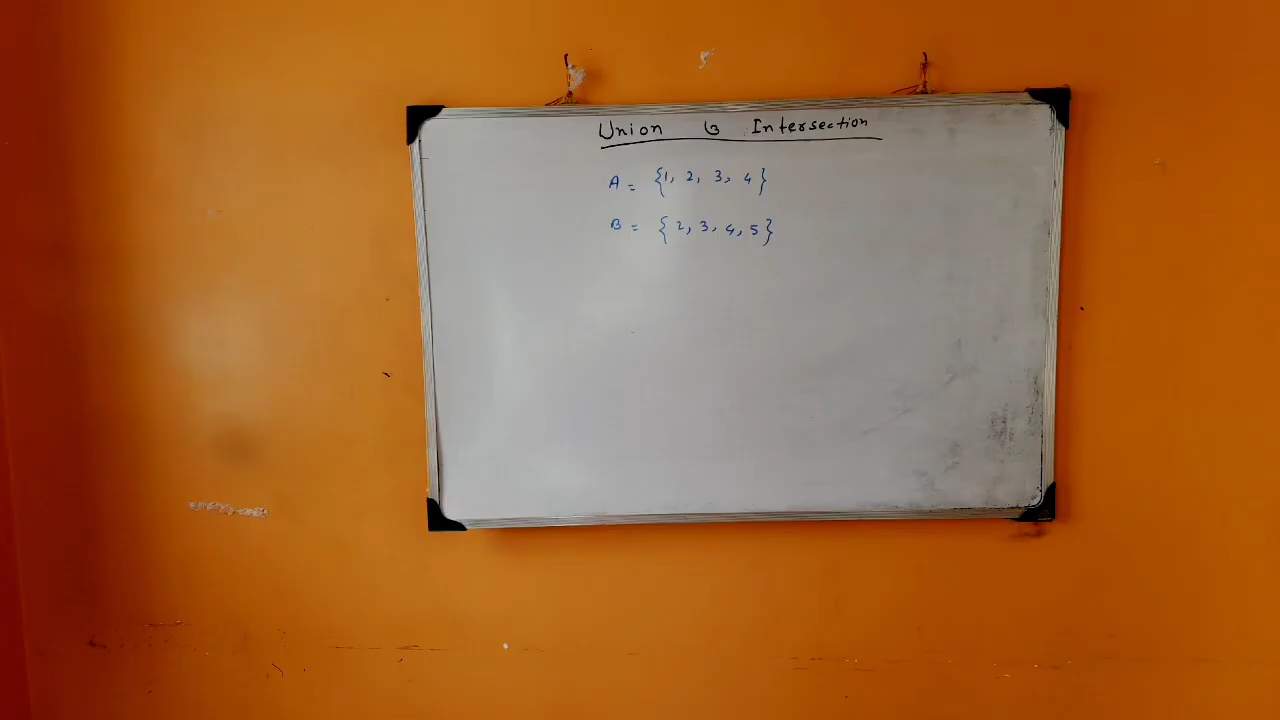 Union & Intersection
A = {1, 2, 3, 4}
B = {2, 3, 4, 5}